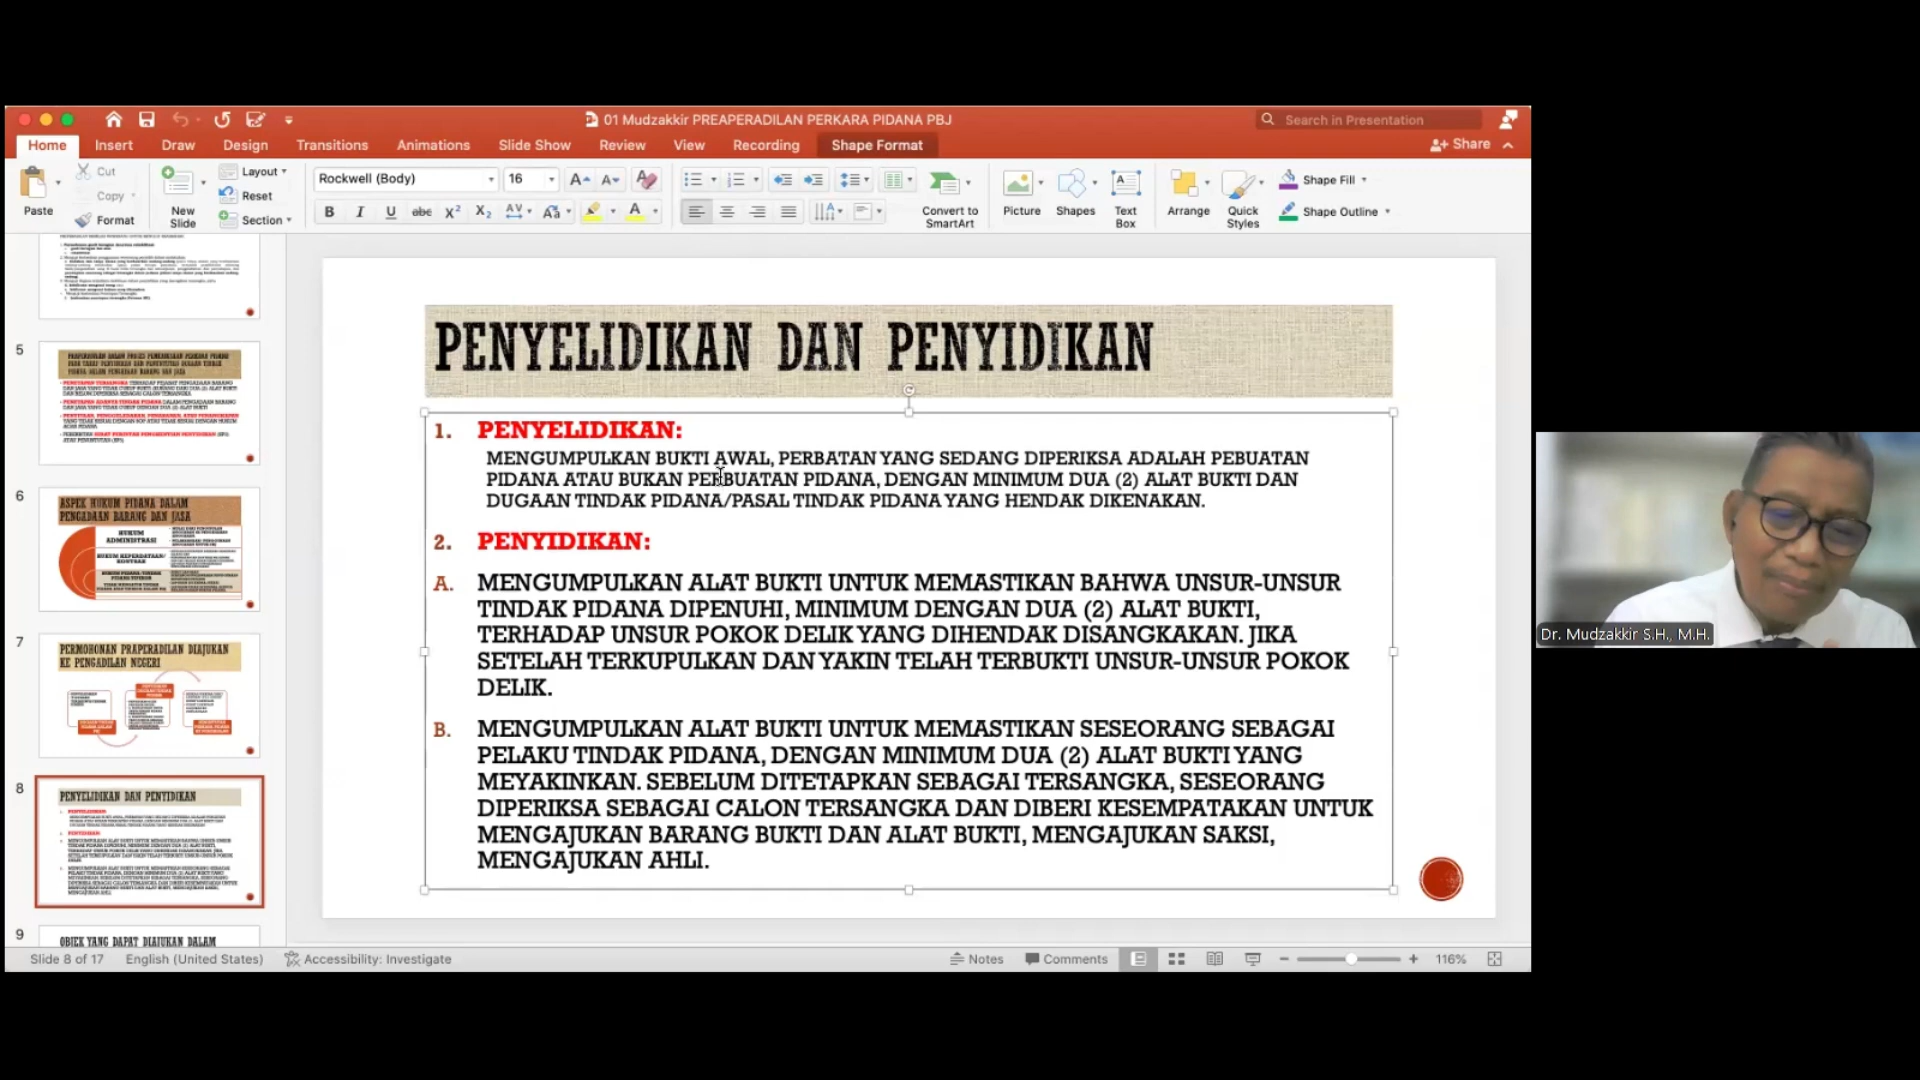 01 Mudzakkir PREAPERADILAN PERKARA PIDANA PBJ
Search in Presentation
Home Insert Draw Design Transitions Animations Slide Show Review View Recording Shape Format
Share
Paste
Cut
Copy
Format
New Slide
Layout
Reset
Section
Rockwell (Body) 16
Convert to SmartArt
Picture
Shapes
Text Box
Arrange
Quick Styles
Shape Fill
Shape Outline
5
6
ASPEK HUKUM PIDANA DALAM
PENGADAAN BARANG DAN JASA
HUKUM ADMINISTRASI
HUKUM KEPERDATAAN/
KONTRAK
7
PERMOHONAN PRAPERADILAN DIAJUKAN
KE PENGADILAN NEGERI
8
PENYELIDIKAN DAN PENYIDIKAN
9
OBJEK YANG DAPAT DIAJUKAN DALAM
PENYELIDIKAN DAN PENYIDIKAN
1. PENYELIDIKAN:
MENGUMPULKAN BUKTI AWAL, PERBATAN YANG SEDANG DIPERIKSA ADALAH PEBUATAN
PIDANA ATAU BUKAN PERBUATAN PIDANA, DENGAN MINIMUM DUA (2) ALAT BUKTI DAN
DUGAAN TINDAK PIDANA/PASAL TINDAK PIDANA YANG HENDAK DIKENAKAN.
2. PENYIDIKAN:
A. MENGUMPULKAN ALAT BUKTI UNTUK MEMASTIKAN BAHWA UNSUR-UNSUR
TINDAK PIDANA DIPENUHI, MINIMUM DENGAN DUA (2) ALAT BUKTI,
TERHADAP UNSUR POKOK DELIK YANG DIHENDAK DISANGKAKAN. JIKA
SETELAH TERKUPULKAN DAN YAKIN TELAH TERBUKTI UNSUR-UNSUR POKOK
DELIK.
B. MENGUMPULKAN ALAT BUKTI UNTUK MEMASTIKAN SESEORANG SEBAGAI
PELAKU TINDAK PIDANA, DENGAN MINIMUM DUA (2) ALAT BUKTI YANG
MEYAKINKAN. SEBELUM DITETAPKAN SEBAGAI TERSANGKA, SESEORANG
DIPERIKSA SEBAGAI CALON TERSANGKA DAN DIBERI KESEMPATAKAN UNTUK
MENGAJUKAN BARANG BUKTI DAN ALAT BUKTI, MENGAJUKAN SAKSI,
MENGAJUKAN AHLI.
Dr. Mudzakkir S.H., M.H.
Slide 8 of 17 English (United States) Accessibility: Investigate Notes Comments 116%